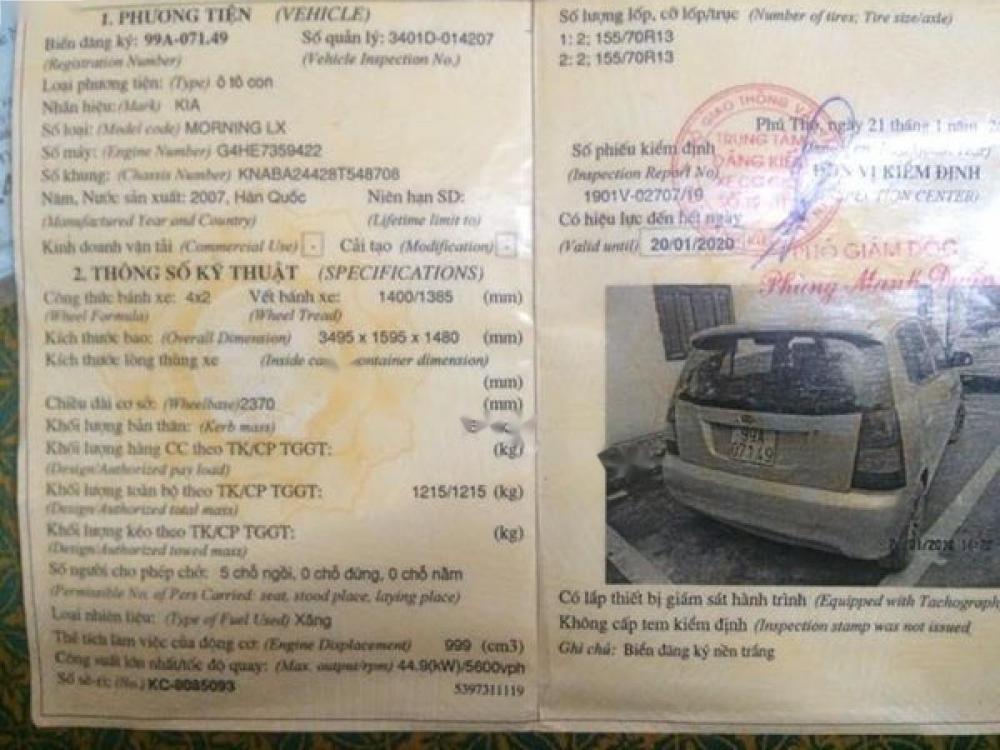 1. PHƯƠNG TIỆN (VEHICLE)
Biển đăng ký: 99A-071.49 Số quản lý: 3401D-014207
(Registration Number) (Vehicle Inspection No.)
Loại phương tiện: (Type) ô tô con
Nhãn hiệu: (Mark) KIA
Số loại: (Model code) MORNING LX
Số máy: (Engine Number) G4HE7359422
Số khung: (Chassis Number) KNABA24428T548708
Năm, Nước sản xuất: 2007, Hàn Quốc Niên hạn SD:
(Manufactured Year and Country) (Lifetime limit to)
Kinh doanh vận tải (Commercial Use) - Cải tạo (Modification) -
2. THÔNG SỐ KỸ THUẬT (SPECIFICATIONS)
Công thức bánh xe: 4x2 Vết bánh xe: 1400/1385 (mm)
(Wheel Formula) (Wheel Tread)
Kích thước bao: (Overall Dimension) 3495 x 1595 x 1480 (mm)
Kích thước lòng thùng xe (Inside container dimension)
(mm)
Chiều dài cơ sở: (Wheelbase) 2370 (mm)
Khối lượng bản thân: (Kerb mass)
Khối lượng hàng CC theo TK/CP TGGT: (kg)
(Design/Authorized pay load)
Khối lượng toàn bộ theo TK/CP TGGT: 1215/1215 (kg)
(Design/Authorized total mass)
Khối lượng kéo theo TK/CP TGGT: (kg)
(Design/Authorized towed mass)
Số người cho phép chở: 5 chỗ ngồi, 0 chỗ đứng, 0 chỗ nằm
(Permissible No. of Pers Carried: seat, stood place, laying place)
Loại nhiên liệu: (Type of Fuel Used) Xăng
Thể tích làm việc của động cơ: (Engine Displacement) 999 (cm3)
Công suất lớn nhất/tốc độ quay: (Max. output/rpm) 44.9(kW)/5600vph
Số sê-ri: (No.) KC-8085093 5397311119
Số lượng lốp, cỡ lốp/trục (Number of tires; Tire size/axle)
1: 2; 155/70R13
2: 2; 155/70R13
Phú Thọ, ngày 21 tháng 1 năm
Số phiếu kiểm định
(Inspection Report No) ĐƠN VỊ KIỂM ĐỊNH
1901V-02707/19 CENTER)
Có hiệu lực đến hết ngày
(Valid until) 20/01/2020
GIAO THÔNG
TRUNG TÂM
ĐĂNG KIỂM
PHÓ GIÁM ĐỐC
Phùng Mạnh
99A
07149
Có lắp thiết bị giám sát hành trình (Equipped with Tachograph
Không cấp tem kiểm định (Inspection stamp was not issued
Ghi chú: Biển đăng ký nền trắng